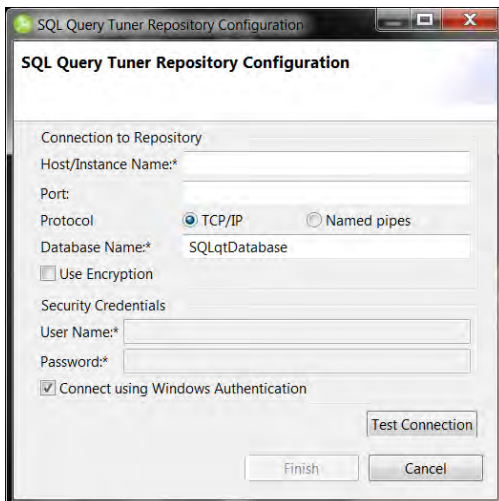 SQL Query Tuner Repository Configuration
SQL Query Tuner Repository Configuration
Connection to Repository
Host/Instance Name:*
Port:
Protocol TCP/IP Named pipes
Database Name:* SQLqtDatabase
Use Encryption
Security Credentials
User Name:*
Password:*
Connect using Windows Authentication
Test Connection
Finish Cancel